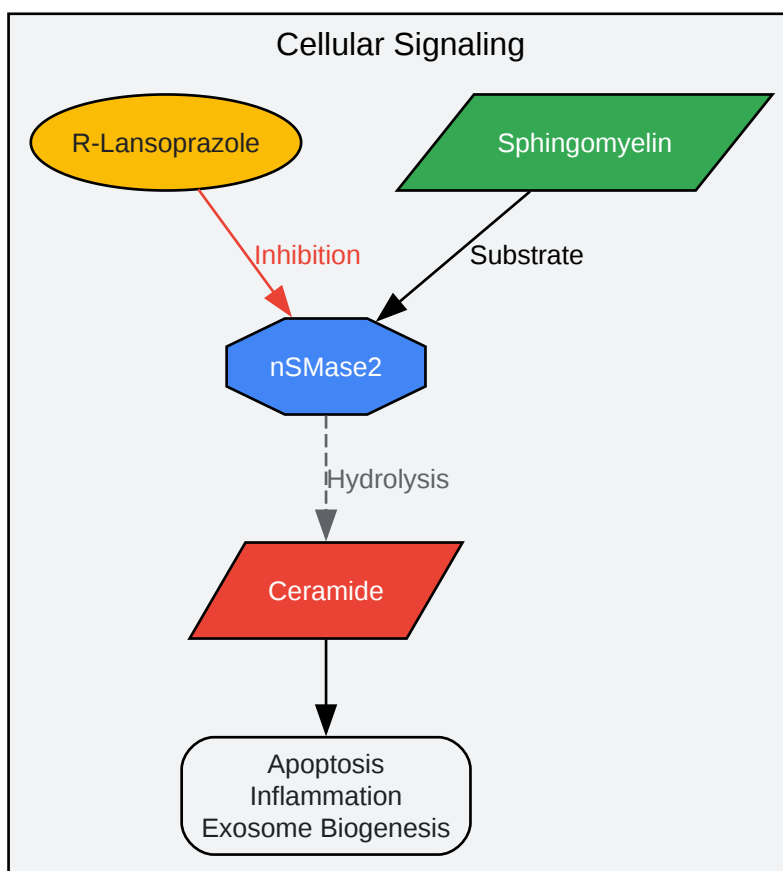 Cellular Signaling
R-Lansoprazole
Sphingomyelin
Inhibition
Substrate
nSMase2
Hydrolysis
Ceramide
Apoptosis
Inflammation
Exosome Biogenesis